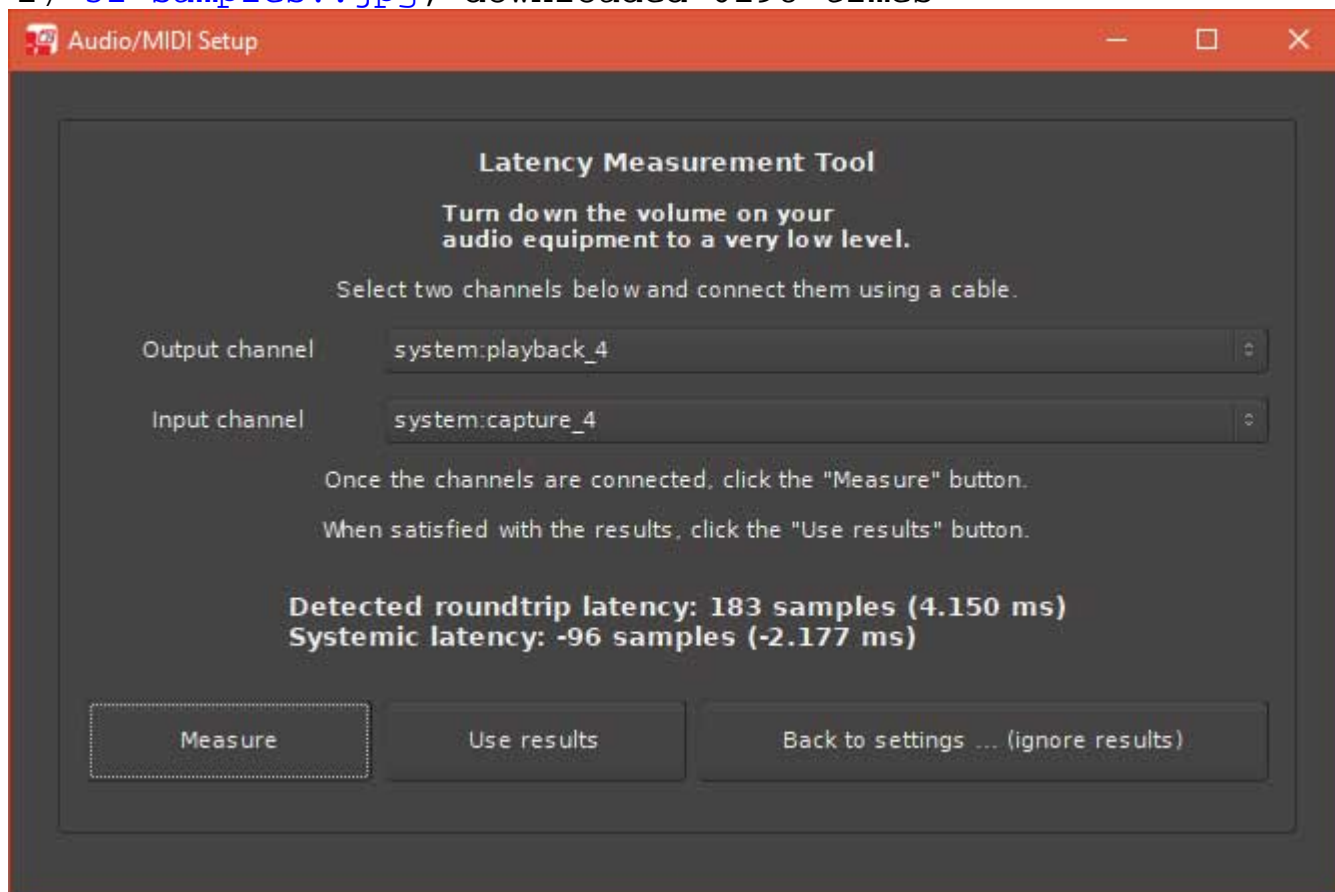 Audio/MIDI Setup
Latency Measurement Tool
Turn down the volume on your
audio equipment to a very low level.
Select two channels below and connect them using a cable.
Output channel system:playback_4
Input channel system:capture_4
Once the channels are connected, click the "Measure" button.
When satisfied with the results, click the "Use results" button.
Detected roundtrip latency: 183 samples (4.150 ms)
Systemic latency: -96 samples (-2.177 ms)
Measure Use results Back to settings ... (ignore results)